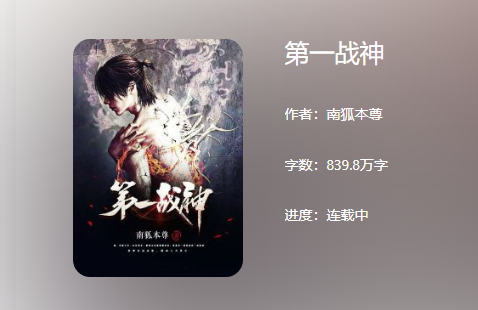 第一战神
作者：南狐本尊
字数：839.8万字
进度：连载中
第一战神
南狐本尊